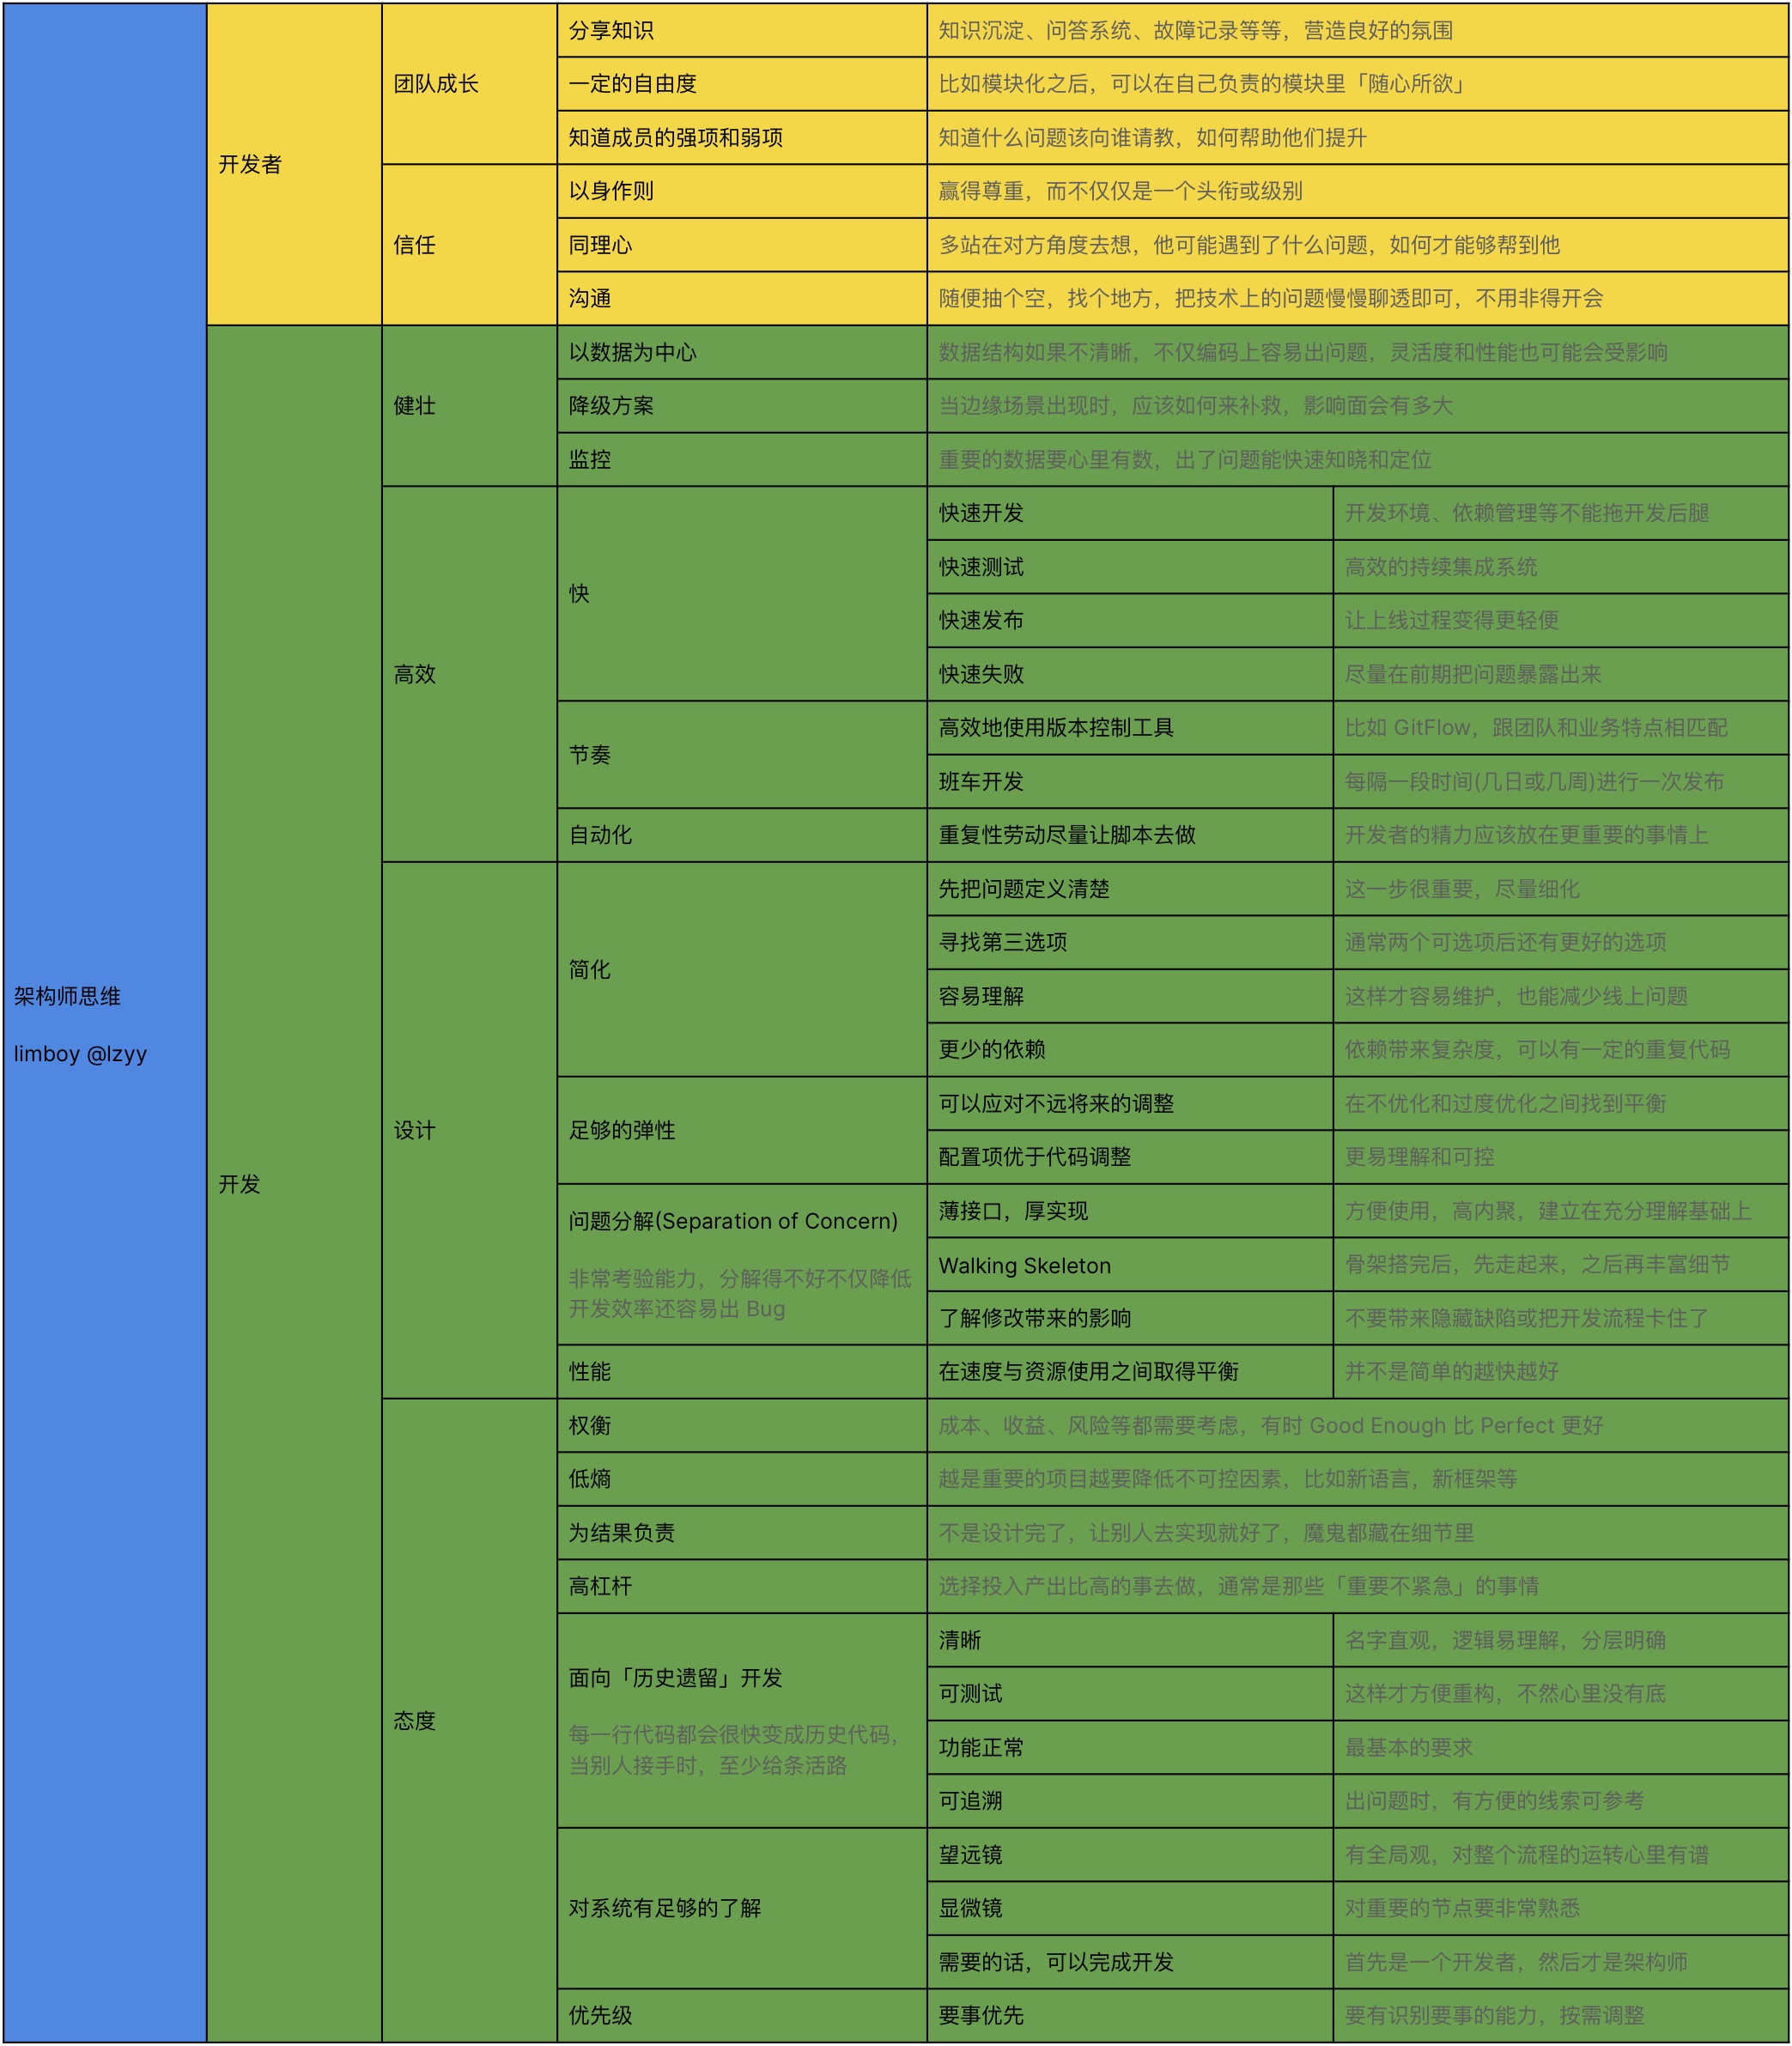 架构师思维
limboy @lzyy
开发者
团队成长
分享知识
知识沉淀、问答系统、故障记录等等，营造良好的氛围
一定的自由度
比如模块化之后，可以在自己负责的模块里「随心所欲」
知道成员的强项和弱项
知道什么问题该向谁请教，如何帮助他们提升
信任
以身作则
赢得尊重，而不仅仅是一个头衔或级别
同理心
多站在对方角度去想，他可能遇到了什么问题，如何才能够帮到他
沟通
随便抽个空，找个地方，把技术上的问题慢慢聊透即可，不用非得开会
开发
健壮
以数据为中心
数据结构如果不清晰，不仅编码上容易出问题，灵活度和性能也可能会受影响
降级方案
当边缘场景出现时，应该如何来补救，影响面会有多大
监控
重要的数据要心里有数，出了问题能快速知晓和定位
高效
快
快速开发
开发环境、依赖管理等不能拖开发后腿
快速测试
高效的持续集成系统
快速发布
让上线过程变得更轻便
快速失败
尽量在前期把问题暴露出来
节奏
高效地使用版本控制工具
比如 GitFlow，跟团队和业务特点相匹配
班车开发
每隔一段时间(几日或几周)进行一次发布
自动化
重复性劳动尽量让脚本去做
开发者的精力应该放在更重要的事情上
设计
简化
先把问题定义清楚
这一步很重要，尽量细化
寻找第三选项
通常两个可选项后还有更好的选项
容易理解
这样才容易维护，也能减少线上问题
更少的依赖
依赖带来复杂度，可以有一定的重复代码
足够的弹性
可以应对不远将来的调整
在不优化和过度优化之间找到平衡
配置项优于代码调整
更易理解和可控
问题分解(Separation of Concern)
非常考验能力，分解得不好不仅降低
开发效率还容易出 Bug
薄接口，厚实现
方便使用，高内聚，建立在充分理解基础上
Walking Skeleton
骨架搭完后，先走起来，之后再丰富细节
了解修改带来的影响
不要带来隐藏缺陷或把开发流程卡住了
性能
在速度与资源使用之间取得平衡
并不是简单的越快越好
态度
权衡
成本、收益、风险等都需要考虑，有时 Good Enough 比 Perfect 更好
低熵
越是重要的项目越要降低不可控因素，比如新语言，新框架等
为结果负责
不是设计完了，让别人去实现就好了，魔鬼都藏在细节里
高杠杆
选择投入产出比高的事去做，通常是那些「重要不紧急」的事情
面向「历史遗留」开发
每一行代码都会很快变成历史代码，
当别人接手时，至少给条活路
清晰
名字直观，逻辑易理解，分层明确
可测试
这样才方便重构，不然心里没有底
功能正常
最基本的要求
可追溯
出问题时，有方便的线索可参考
对系统有足够的了解
望远镜
有全局观，对整个流程的运转心里有谱
显微镜
对重要的节点要非常熟悉
需要的话，可以完成开发
首先是一个开发者，然后才是架构师
优先级
要事优先
要有识别要事的能力，按需调整